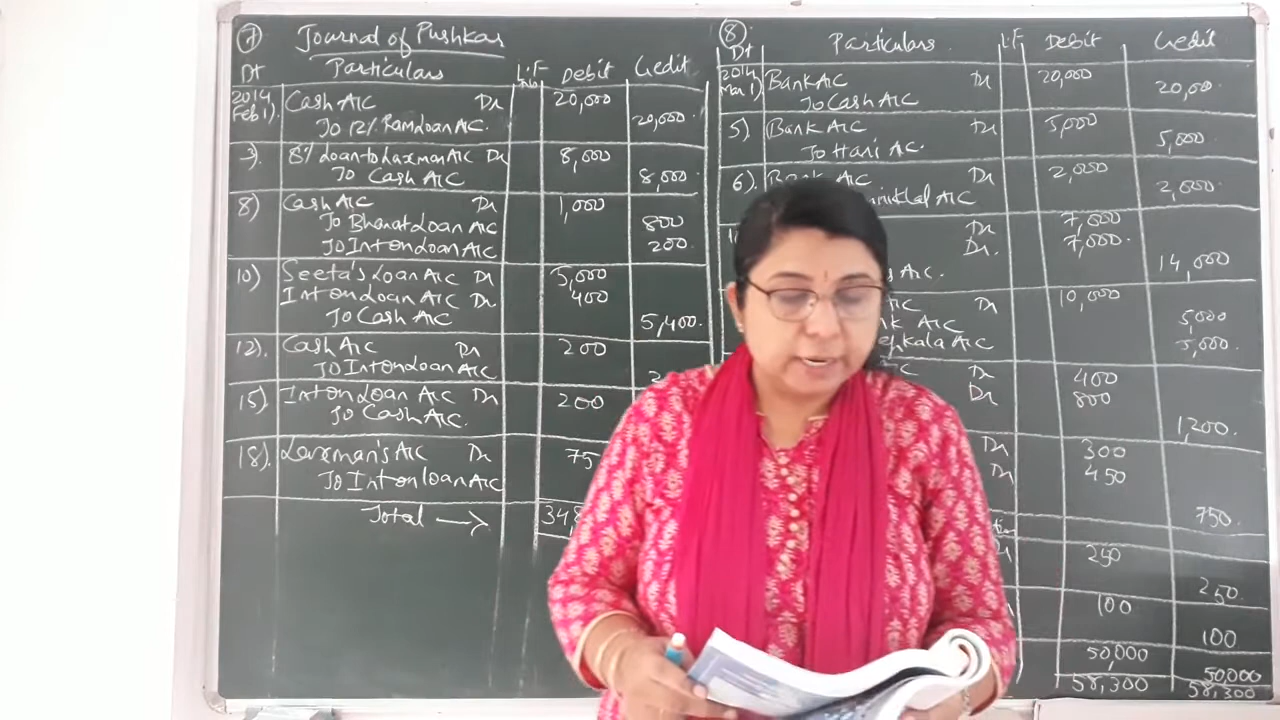 7 Journal of Pushkar
Dt Particulars L.F No Debit Credit
2014 Feb 1) Cash A/C Dr 20,000
To 12% Ram Loan A/C. 20,000
3). 8% Loan to Laxman A/C Dr 8,000
To Cash A/C 8,000
8) Cash A/C Dr 1,000
To Bharat Loan A/C 800
To Int on Loan A/C 200
10) Seeta's Loan A/C Dr 5,000
Int on Loan A/C Dr 400
To Cash A/C 5,400
12). Cash A/C Dr 200
To Int on Loan A/C
15). Int on Loan A/C Dr 200
To Cash A/C
18). Laxman's A/C Dr 75
To Int on Loan A/C
Total → 34,8
8
Dt Particulars L.F Debit Credit
2014 Mar 1) Bank A/C Dr 20,000
To Cash A/C 20,000
5) Bank A/C Dr 5,000
To Hari A/C. 5,000
6). Bank A/C Dr 2,000
A/C 2,000
Dr 7,000
Dr. 7,000
A/C. 14,000
A/C Dr 10,000
A/C 5,000
A/C 5,000
Dr 400
Dr 800
1,200
Dr 300
Dr 450
750
250
250
100
100
50,000
50,000
58,300 58,300